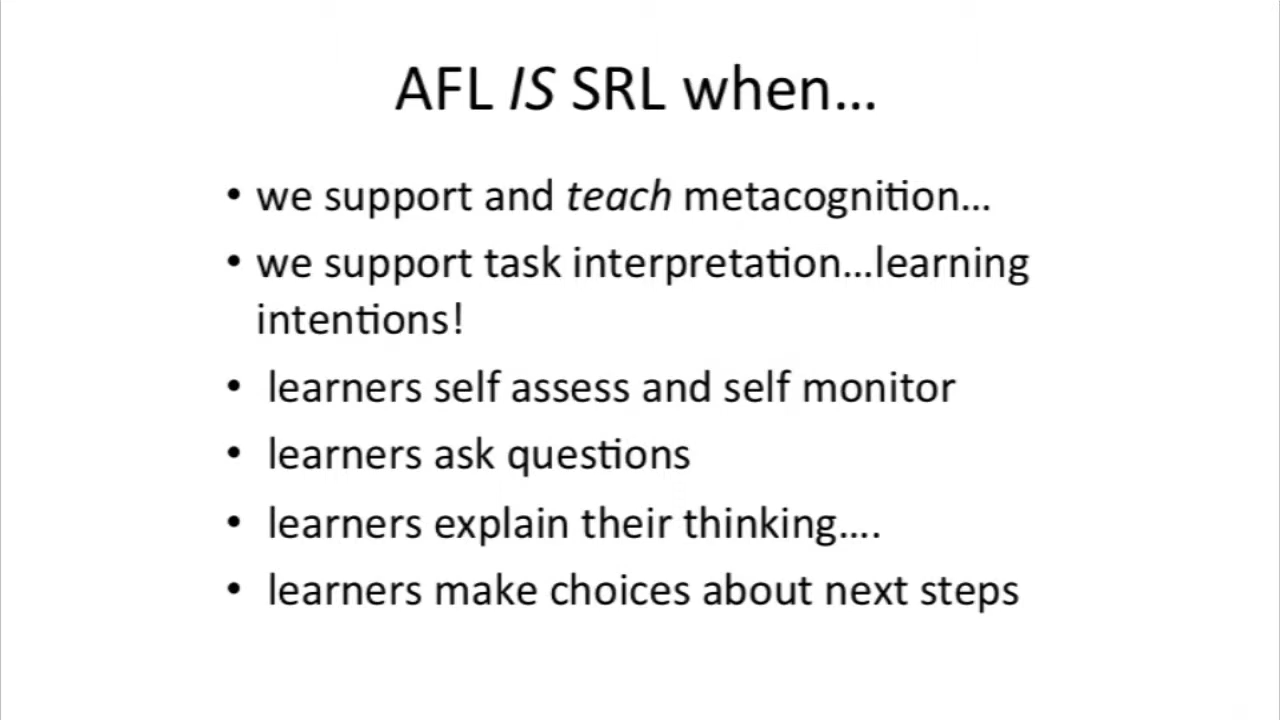 AFL IS SRL when...
• we support and teach metacognition...
• we support task interpretation...learning
intentions!
• learners self assess and self monitor
• learners ask questions
• learners explain their thinking....
• learners make choices about next steps